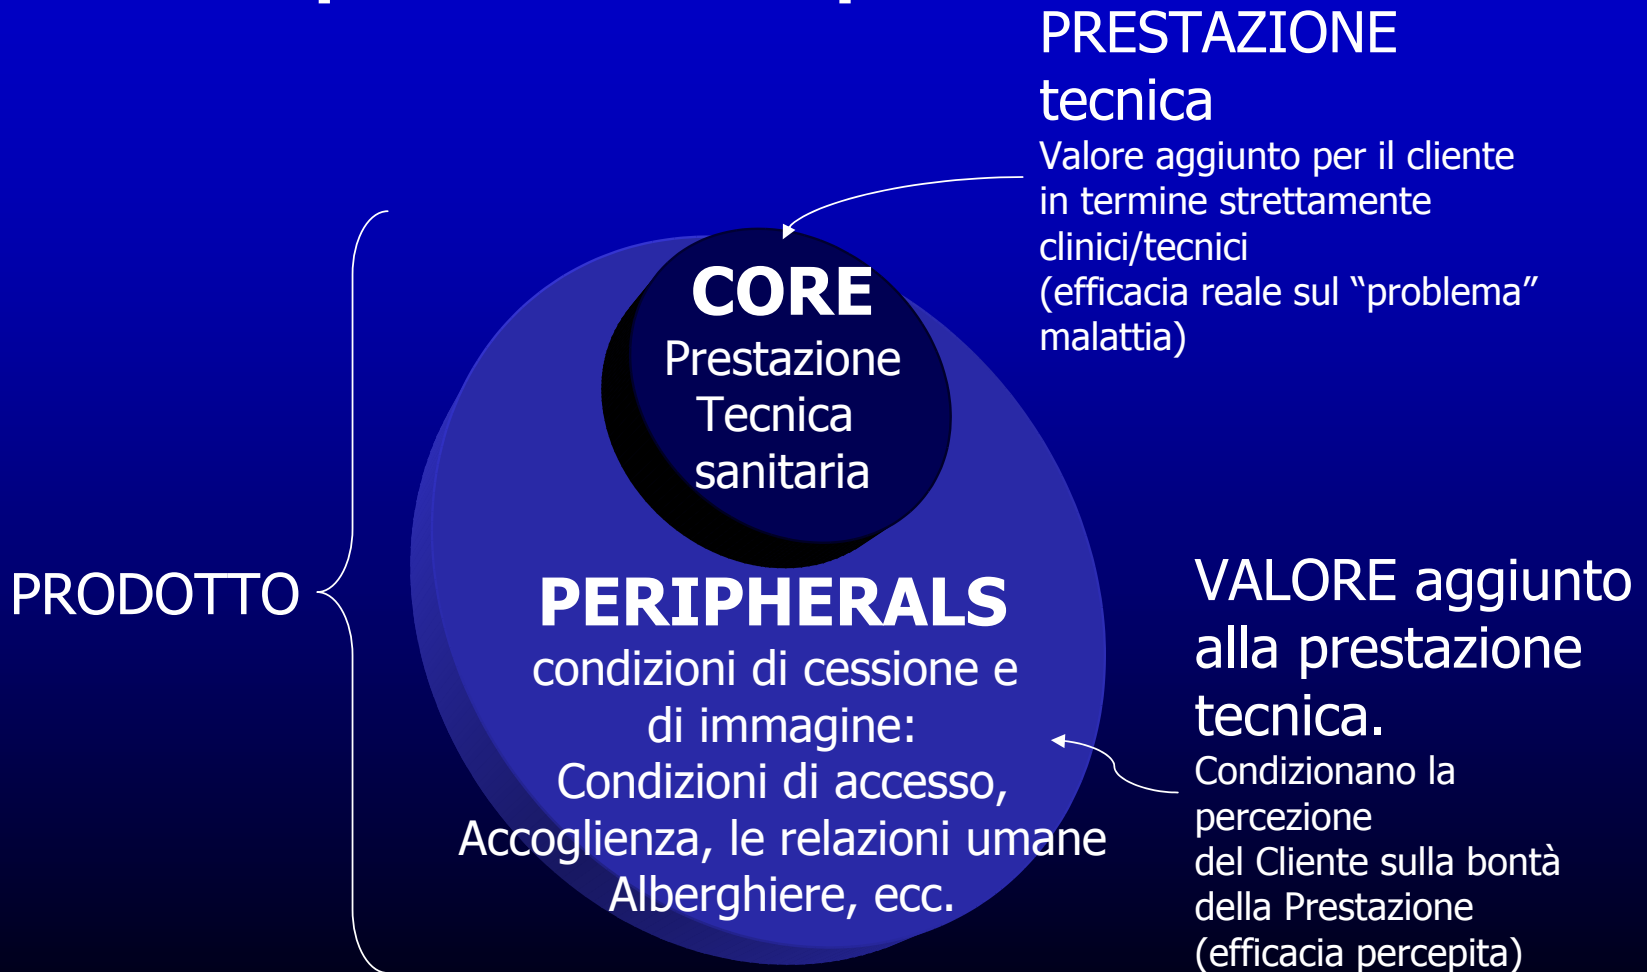 PRESTAZIONE
tecnica
Valore aggiunto per il cliente
in termine strettamente
clinici/tecnici
(efficacia reale sul “problema”
malattia)
CORE
Prestazione
Tecnica
sanitaria
PRODOTTO
PERIPHERALS
condizioni di cessione e
di immagine:
Condizioni di accesso,
Accoglienza, le relazioni umane
Alberghiere, ecc.
VALORE aggiunto
alla prestazione
tecnica.
Condizionano la
percezione
del Cliente sulla bontà
della Prestazione
(efficacia percepita)